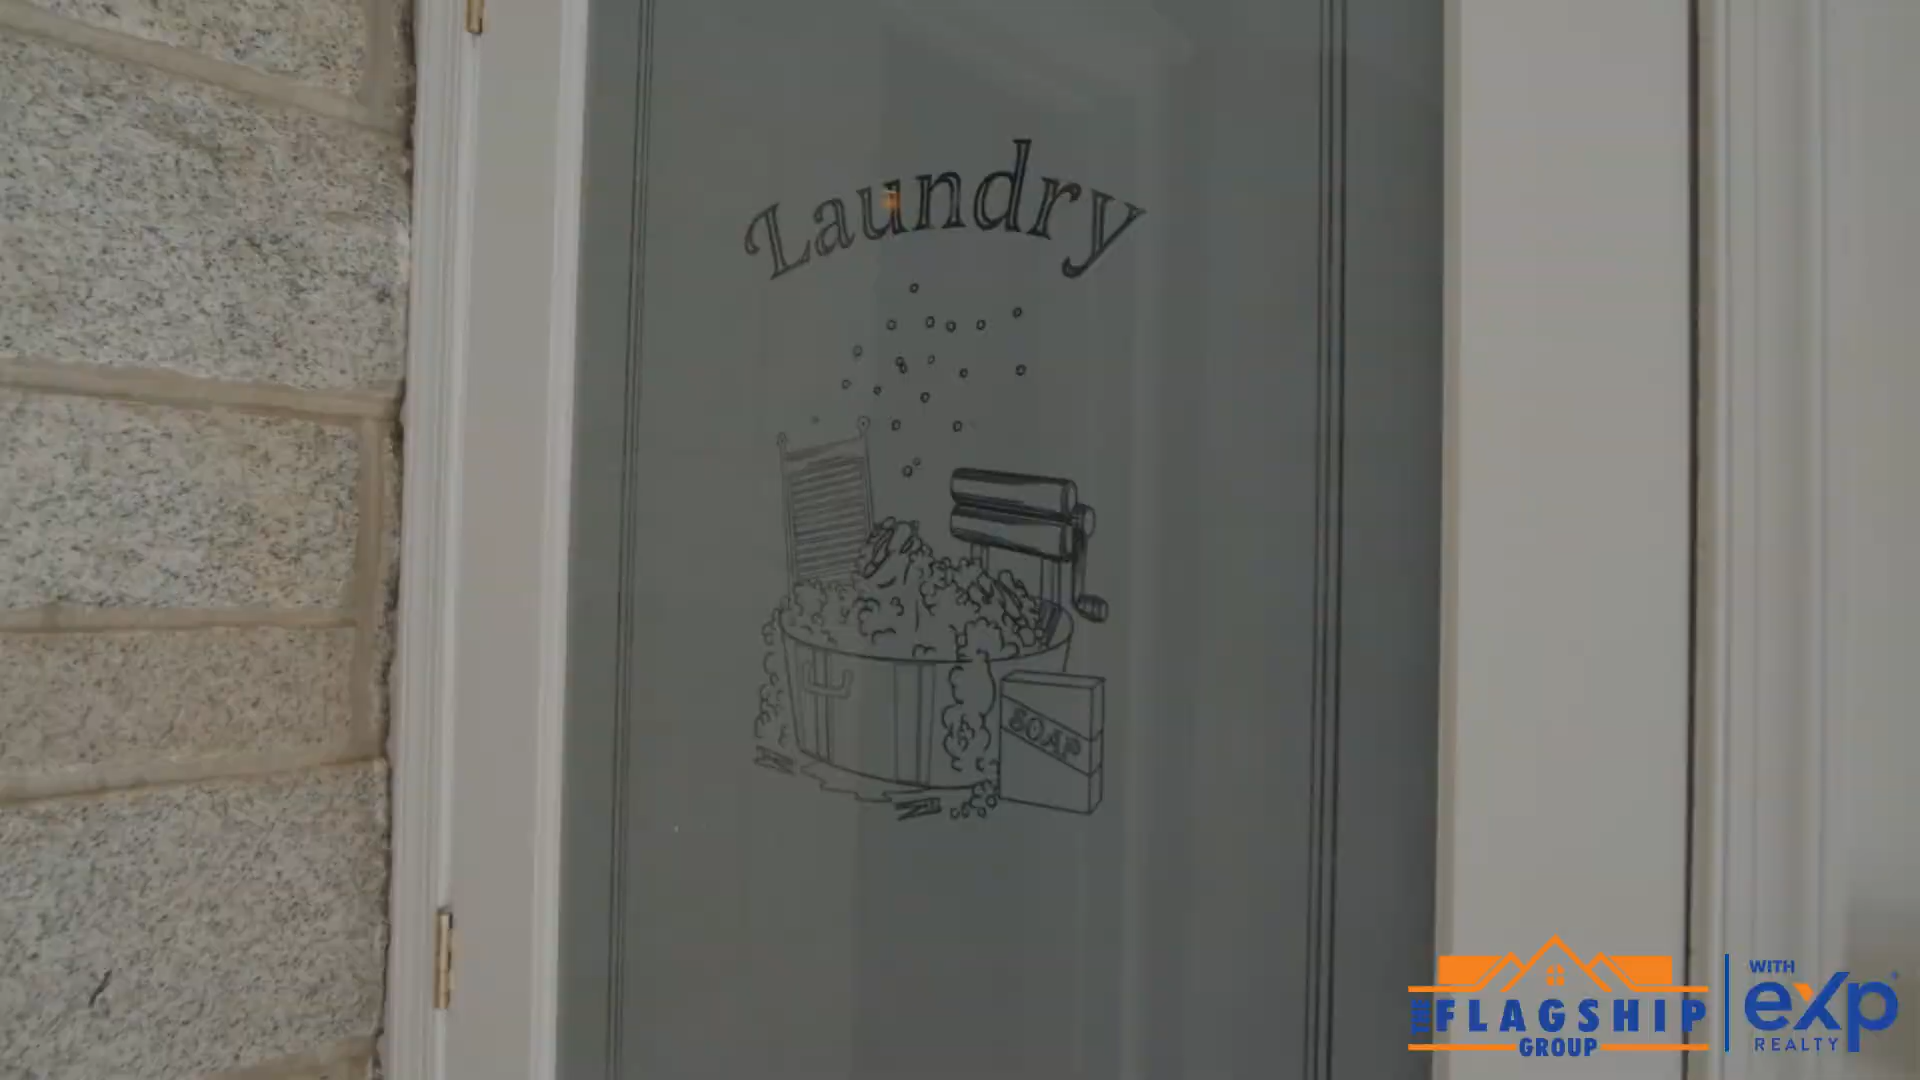 Laundry
SOAP
THE FLAGSHIP GROUP
WITH
eXp
REALTY